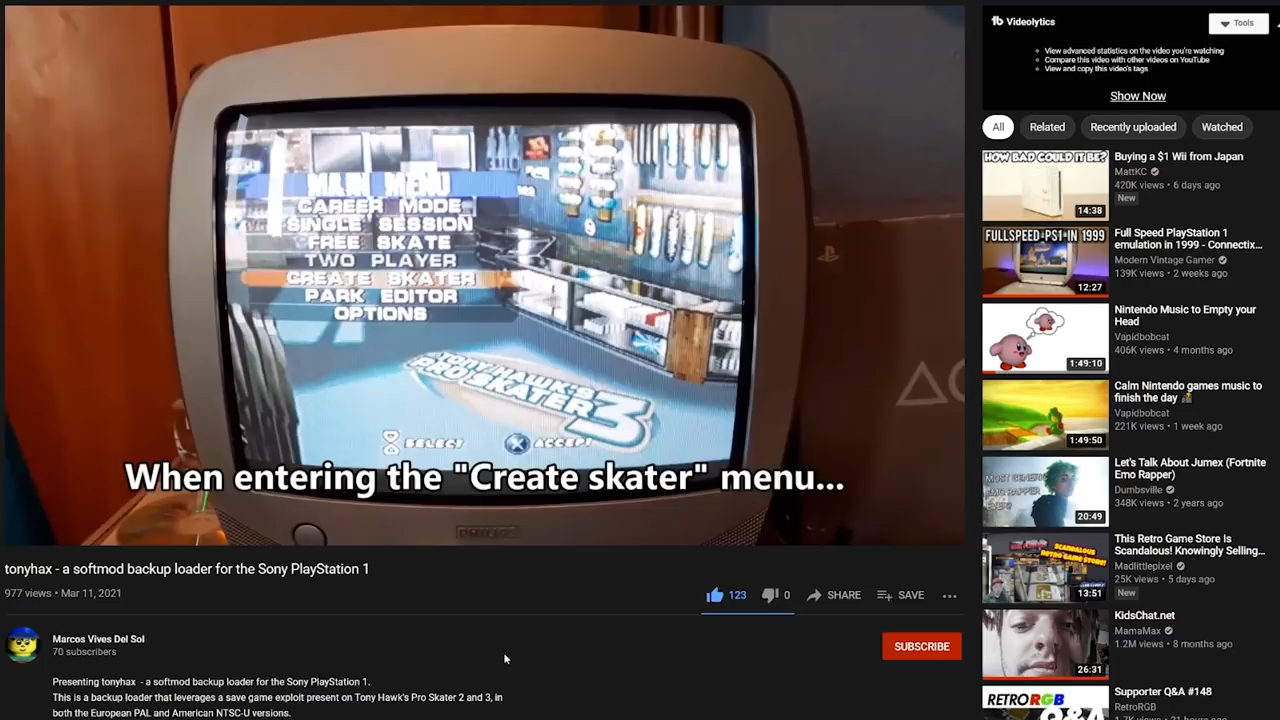 MAIN MENU
CAREER MODE
SINGLE SESSION
FREE SKATE
TWO PLAYER
CREATE SKATER
PARK EDITOR
OPTIONS
TONY HAWK'S
PRO SKATER 3
SELECT
ACCEPT
When entering the "Create skater" menu...
PHILIPS
tonyhax - a softmod backup loader for the Sony PlayStation 1
977 views • Mar 11, 2021
123
0
SHARE
SAVE
Marcos Vives Del Sol
70 subscribers
SUBSCRIBE
Presenting tonyhax - a softmod backup loader for the Sony PlayStation 1.
This is a backup loader that leverages a save game exploit present on Tony Hawk's Pro Skater 2 and 3, in
both the European PAL and American NTSC-U versions.
tb Videolytics
Tools
View advanced statistics on the video you're watching
Compare this video with other videos on YouTube
View and copy this video's tags
Show Now
All
Related
Recently uploaded
Watched
HOW BAD COULD IT BE?
14:38
Buying a $1 Wii from Japan
MattKC
420K views • 6 days ago
New
FULLSPEED PS1 IN 1999
12:27
Full Speed PlayStation 1
emulation in 1999 - Connectix...
Modern Vintage Gamer
139K views • 2 weeks ago
1:49:10
Nintendo Music to Empty your
Head
Vapidbobcat
406K views • 4 months ago
1:49:50
Calm Nintendo games music to
finish the day
Vapidbobcat
221K views • 1 week ago
MOST GENERIC
EMO RAPPER
EVER?
20:49
Let's Talk About Jumex (Fortnite
Emo Rapper)
Dumbsville
348K views • 2 years ago
SCANDALOUS
RETRO GAME STORE!
13:51
This Retro Game Store Is
Scandalous! Knowingly Selling...
Madlittlepixel
25K views • 5 days ago
New
26:31
KidsChat.net
MamaMax
1.2M views • 8 months ago
RETRORGB
Q&A
Supporter Q&A #148
RetroRGB